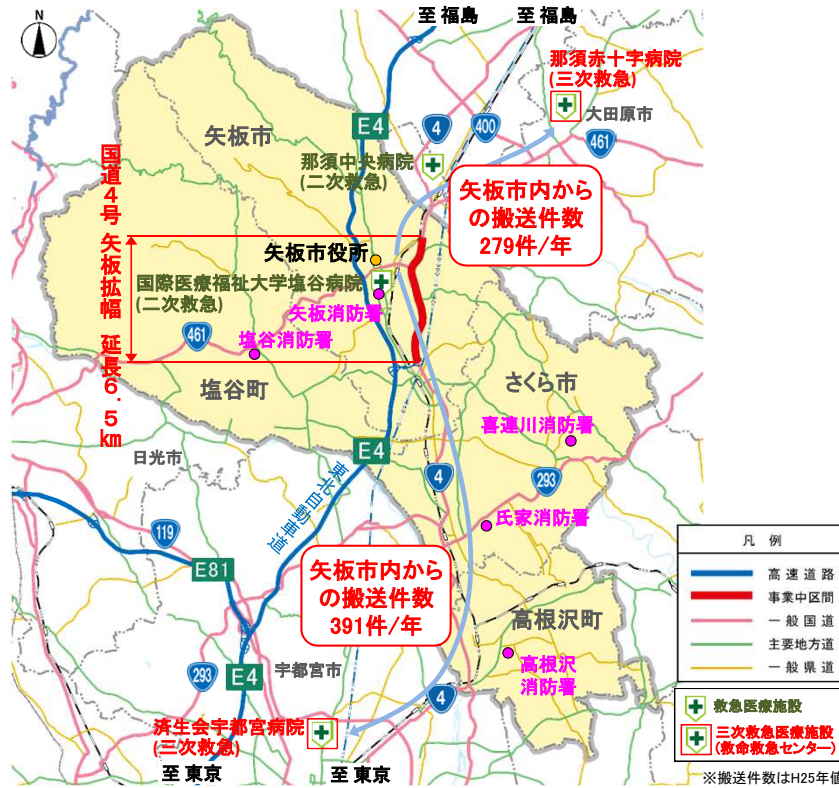 N
至 福島
至 福島
那須赤十字病院
(三次救急)
大田原市
E4
4
400
461
矢板市
那須中央病院
(二次救急)
矢板市内から
の搬送件数
279件/年
国道4号 矢板拡幅 延長6.5㎞
矢板市役所
国際医療福祉大学塩谷病院
(二次救急)
矢板消防署
461
塩谷消防署
塩谷町
さくら市
喜連川消防署
日光市
E4
4
293
東北自動車道
氏家消防署
119
E81
矢板市内から
の搬送件数
391件/年
高根沢町
高根沢
消防署
293
E4
宇都宮市
4
済生会宇都宮病院
(三次救急)
至 東京
至 東京
凡 例
高速道路
事業中区間
一般国道
主要地方道
一般県道
救急医療施設
三次救急医療施設
(救命救急センター)
※搬送件数はH25年値